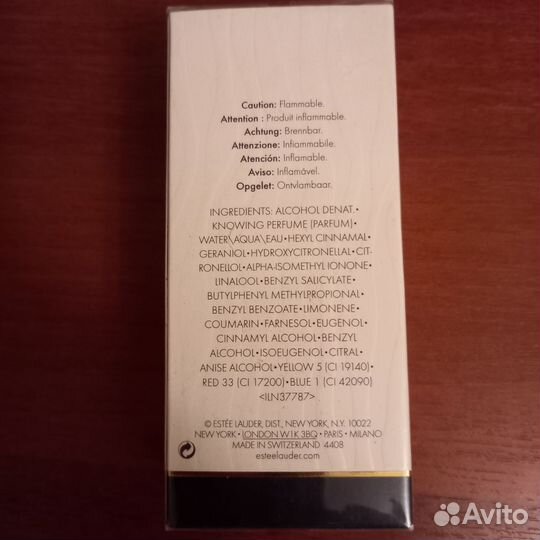 Caution: Flammable.
Attention : Produit inflammable.
Achtung: Brennbar.
Attenzione: Infiammabile.
Atención: Inflamable.
Aviso: Inflamável.
Opgelet: Ontvlambaar.
INGREDIENTS: ALCOHOL DENAT.•
KNOWING PERFUME (PARFUM)•
WATER\AQUA\EAU•HEXYL CINNAMAL•
GERANIOL•HYDROXYCITRONELLAL•CIT-
RONELLOL•ALPHA-ISOMETHYL IONONE•
LINALOOL•BENZYL SALICYLATE•
BUTYLPHENYL METHYLPROPIONAL•
BENZYL BENZOATE•LIMONENE•
COUMARIN•FARNESOL•EUGENOL•
CINNAMYL ALCOHOL•BENZYL
ALCOHOL•ISOEUGENOL•CITRAL•
ANISE ALCOHOL•YELLOW 5 (CI 19140)•
RED 33 (CI 17200)•BLUE 1 (CI 42090)
<ILN37787>
© ESTĒE LAUDER, DIST., NEW YORK, N.Y. 10022
NEW YORK • LONDON W1K 3BQ • PARIS • MILANO
MADE IN SWITZERLAND 4408
esteelauder.com
Avito